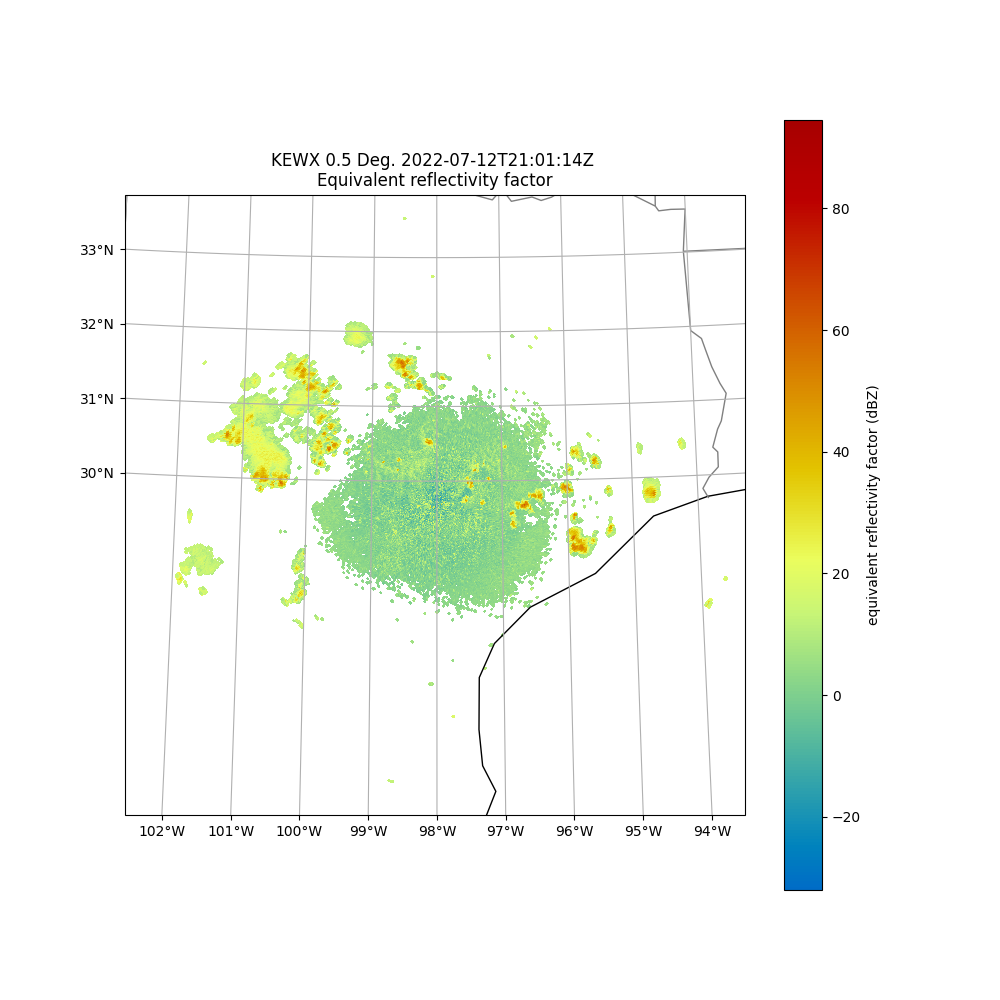 KEWX 0.5 Deg. 2022-07-12T21:01:14Z
Equivalent reflectivity factor
33°N
32°N
31°N
30°N
102°W
101°W
100°W
99°W
98°W
97°W
96°W
95°W
94°W
80
60
40
20
0
−20
equivalent reflectivity factor (dBZ)